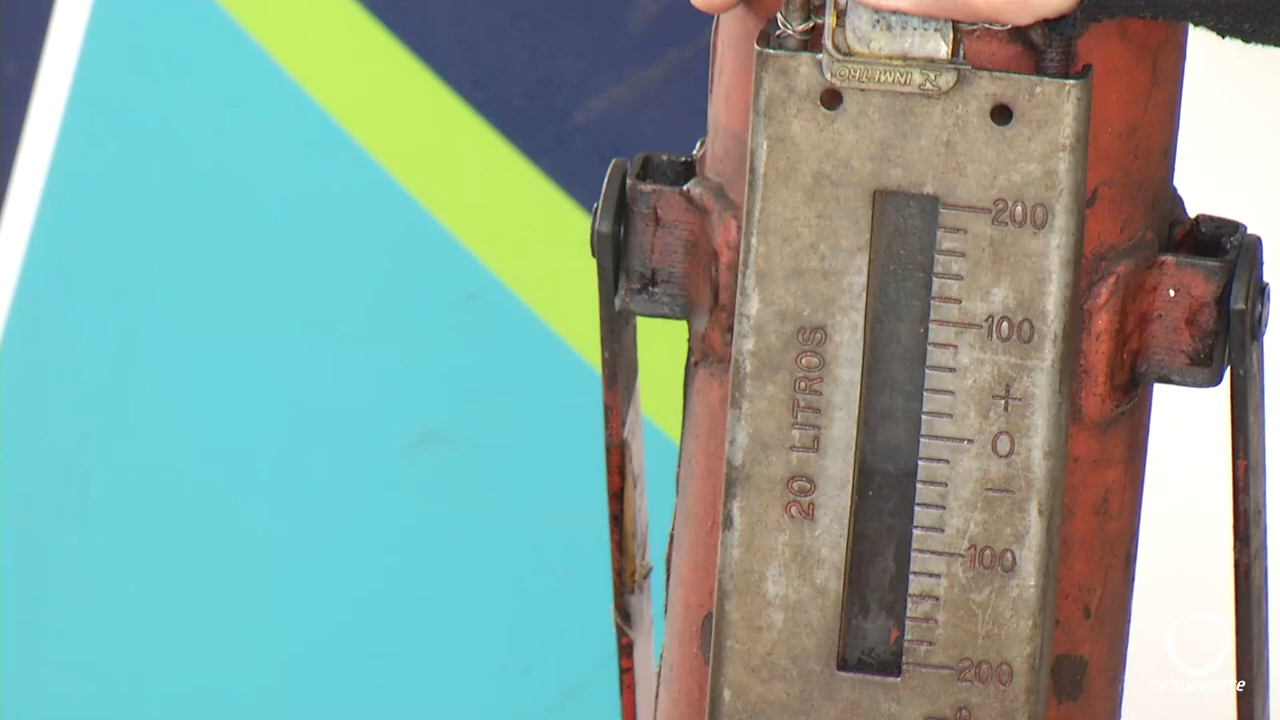 INMETRO
200
100
+
0
–
100
200
20 LITROS
TV SUDOESTE